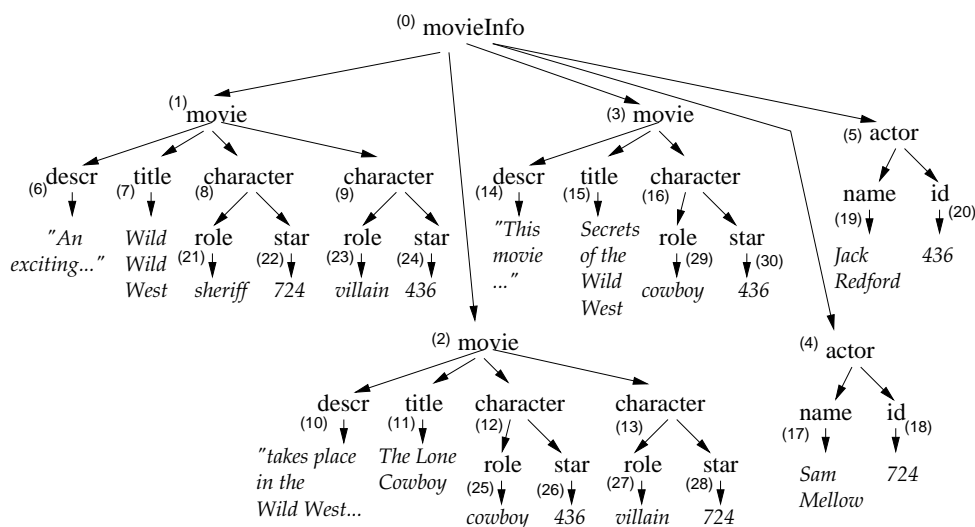 (0) movieInfo
(1) movie
(3) movie
(5) actor
(6) descr (7) title (8) character (9) character
(14) descr (15) title (16) character
name id
(19) (20)
"An
exciting..."
Wild
Wild
West
role star role star
(21) (22) (23) (24)
sheriff 724 villain 436
"This
movie
..."
Secrets
of the
Wild
West
role star
(29) (30)
cowboy 436
Jack
Redford
436
(2) movie
(4) actor
descr title character character
(10) (11) (12) (13)
name id
(17) (18)
"takes place
in the
Wild West...
The Lone
Cowboy
role star role star
(25) (26) (27) (28)
cowboy 436 villain 724
Sam
Mellow
724